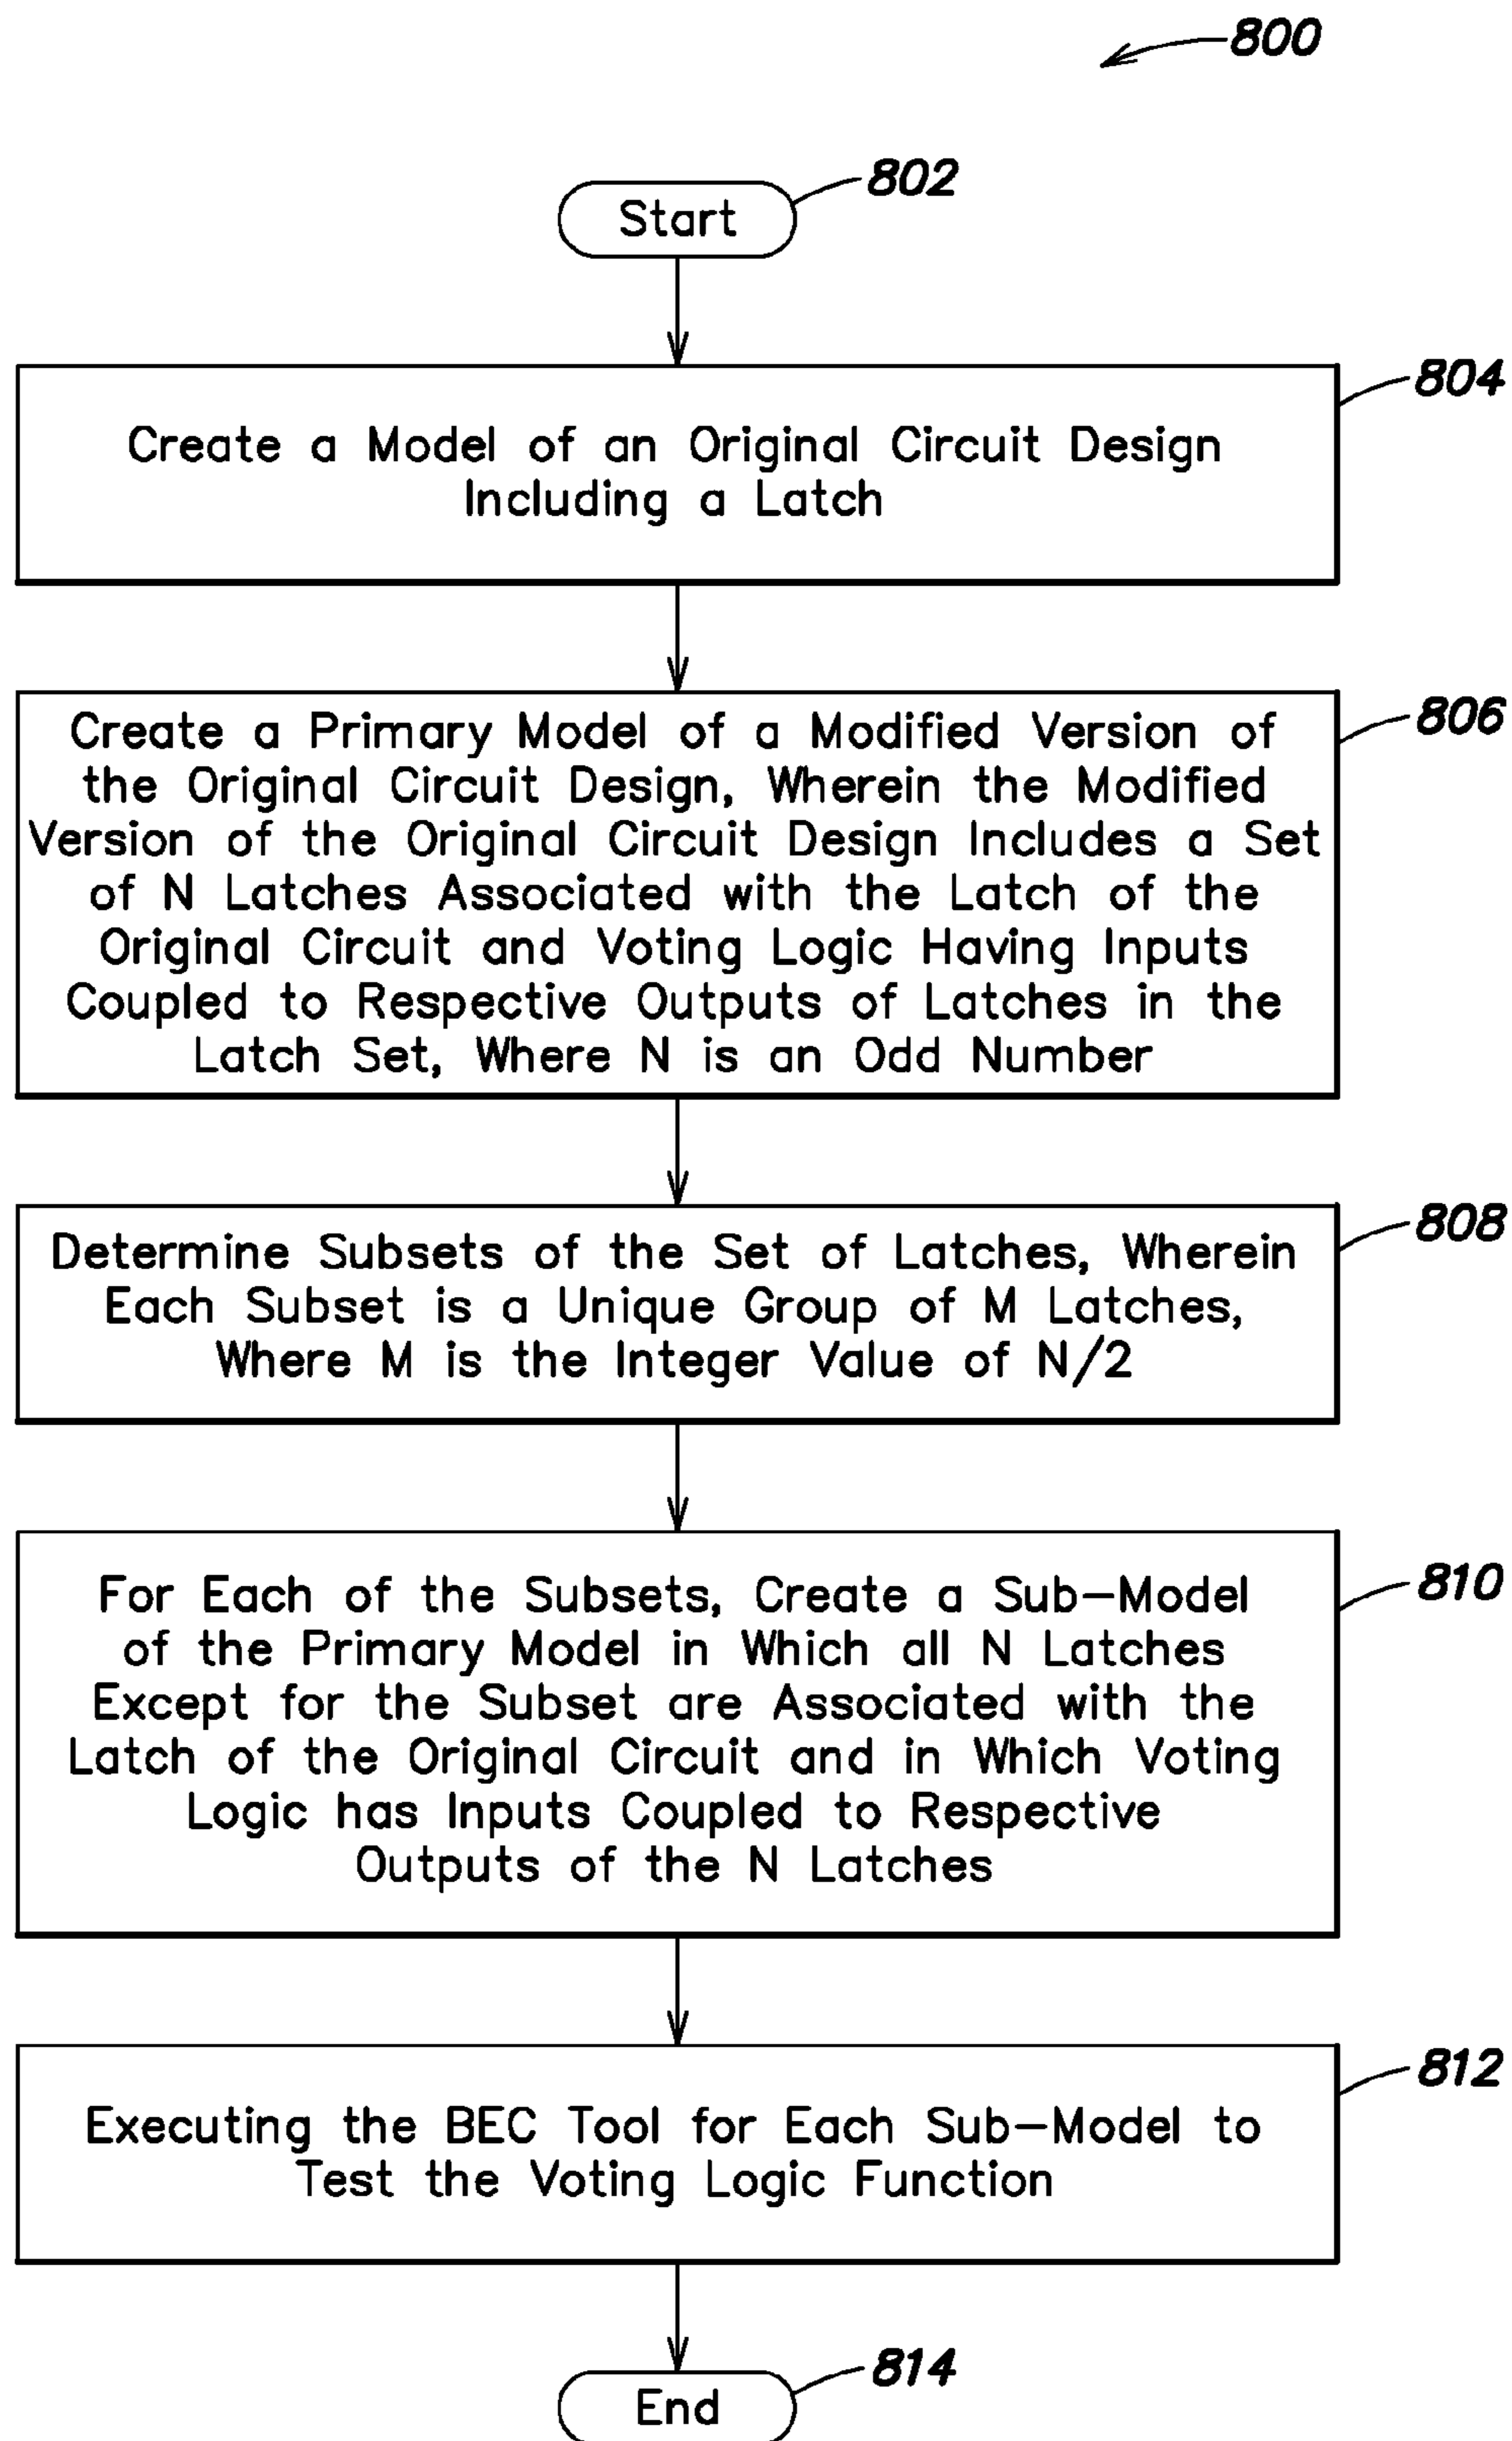 800
802
Start
804
Create a Model of an Original Circuit Design
Including a Latch
806
Create a Primary Model of a Modified Version of
the Original Circuit Design, Wherein the Modified
Version of the Original Circuit Design Includes a Set
of N Latches Associated with the Latch of the
Original Circuit and Voting Logic Having Inputs
Coupled to Respective Outputs of Latches in the
Latch Set, Where N is an Odd Number
808
Determine Subsets of the Set of Latches, Wherein
Each Subset is a Unique Group of M Latches,
Where M is the Integer Value of N/2
810
For Each of the Subsets, Create a Sub-Model
of the Primary Model in Which all N Latches
Except for the Subset are Associated with the
Latch of the Original Circuit and in Which Voting
Logic has Inputs Coupled to Respective
Outputs of the N Latches
812
Executing the BEC Tool for Each Sub-Model to
Test the Voting Logic Function
814
End